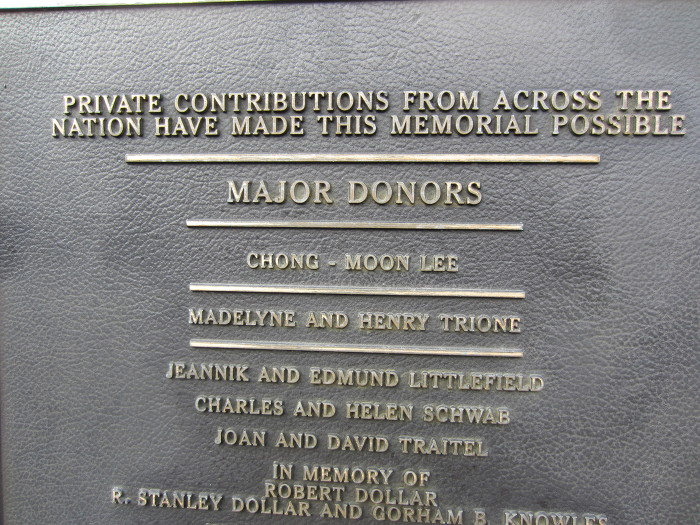 PRIVATE CONTRIBUTIONS FROM ACROSS THE
NATION HAVE MADE THIS MEMORIAL POSSIBLE
MAJOR DONORS
CHONG - MOON LEE
MADELYNE AND HENRY TRIONE
JEANNIK AND EDMUND LITTLEFIELD
CHARLES AND HELEN SCHWAB
JOAN AND DAVID TRAITEL
IN MEMORY OF
ROBERT DOLLAR
R. STANLEY DOLLAR AND GORHAM B. KNOWLES